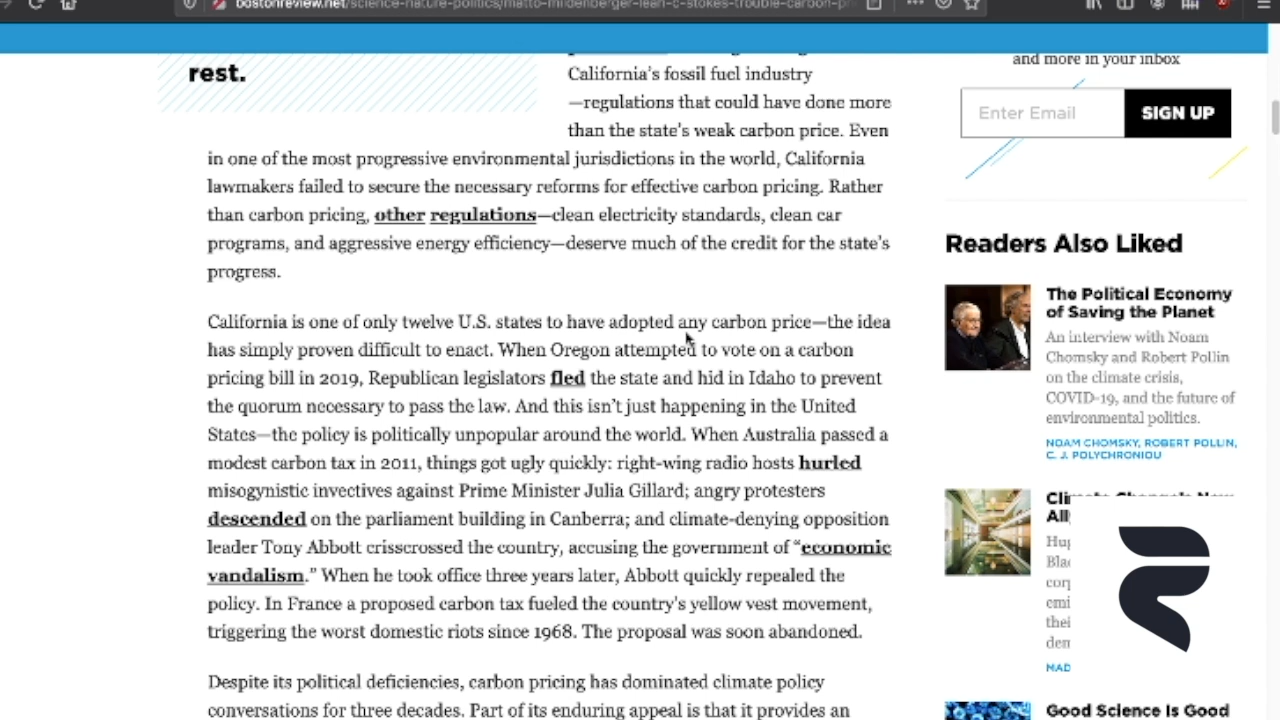 bostonreview.net/science-nature-politics/matto-mildenberger-leah-c-stokes-trouble-carbon-pr
rest.
California's fossil fuel industry
—regulations that could have done more
than the state's weak carbon price. Even
in one of the most progressive environmental jurisdictions in the world, California
lawmakers failed to secure the necessary reforms for effective carbon pricing. Rather
than carbon pricing, other regulations—clean electricity standards, clean car
programs, and aggressive energy efficiency—deserve much of the credit for the state's
progress.
California is one of only twelve U.S. states to have adopted any carbon price—the idea
has simply proven difficult to enact. When Oregon attempted to vote on a carbon
pricing bill in 2019, Republican legislators fled the state and hid in Idaho to prevent
the quorum necessary to pass the law. And this isn't just happening in the United
States—the policy is politically unpopular around the world. When Australia passed a
modest carbon tax in 2011, things got ugly quickly: right-wing radio hosts hurled
misogynistic invectives against Prime Minister Julia Gillard; angry protesters
descended on the parliament building in Canberra; and climate-denying opposition
leader Tony Abbott crisscrossed the country, accusing the government of “economic
vandalism.” When he took office three years later, Abbott quickly repealed the
policy. In France a proposed carbon tax fueled the country's yellow vest movement,
triggering the worst domestic riots since 1968. The proposal was soon abandoned.
Despite its political deficiencies, carbon pricing has dominated climate policy
conversations for three decades. Part of its enduring appeal is that it provides an
and more in your inbox
Enter Email
SIGN UP
Readers Also Liked
The Political Economy
of Saving the Planet
An interview with Noam
Chomsky and Robert Pollin
on the climate crisis,
COVID-19, and the future of
environmental politics.
NOAM CHOMSKY, ROBERT POLLIN,
C. J. POLYCHRONIOU
Good Science Is Good